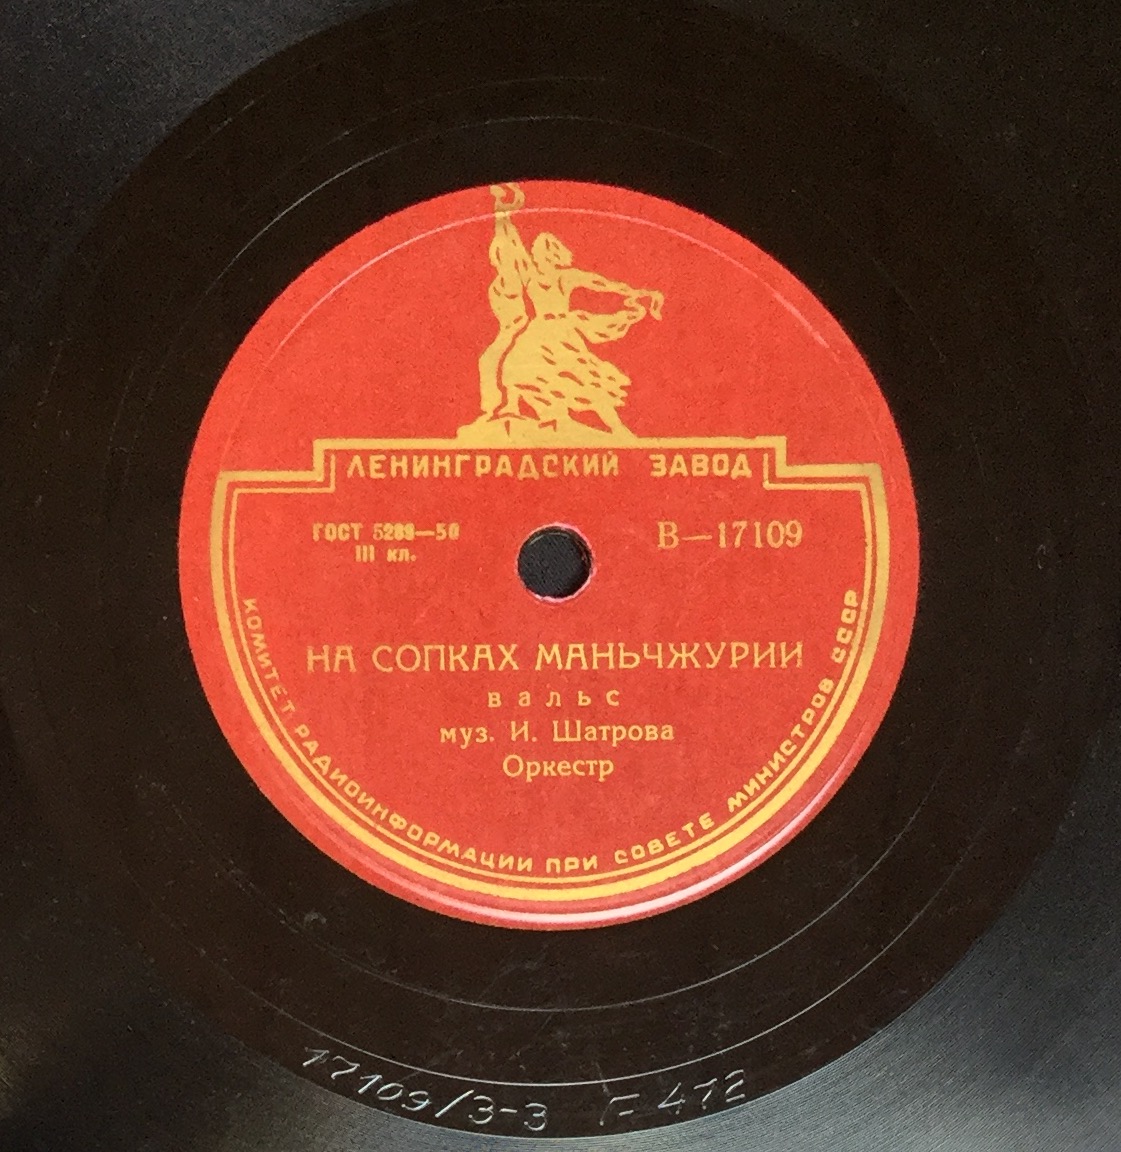 ЛЕНИНГРАДСКИЙ ЗАВОД
ГОСТ 5289—50
III кл.
В—17109
НА СОПКАХ МАНЬЧЖУРИИ
вальс
муз. И. Шатрова
Оркестр
КОМИТЕТ РАДИОИНФОРМАЦИИ ПРИ СОВЕТЕ МИНИСТРОВ СССР
17109/3-3 Г-472